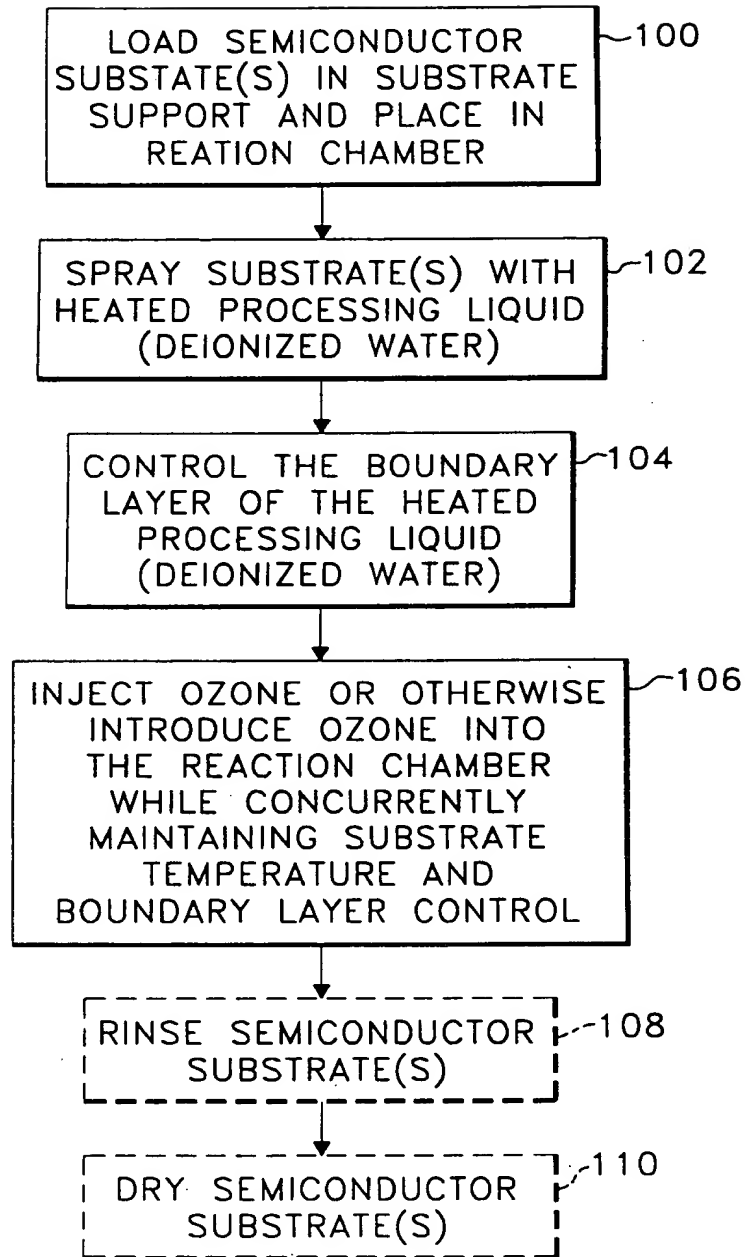 LOAD SEMICONDUCTOR
SUBSTATE(S) IN SUBSTRATE
SUPPORT AND PLACE IN
REATION CHAMBER
100
SPRAY SUBSTRATE(S) WITH
HEATED PROCESSING LIQUID
(DEIONIZED WATER)
102
CONTROL THE BOUNDARY
LAYER OF THE HEATED
PROCESSING LIQUID
(DEIONIZED WATER)
104
INJECT OZONE OR OTHERWISE
INTRODUCE OZONE INTO
THE REACTION CHAMBER
WHILE CONCURRENTLY
MAINTAINING SUBSTRATE
TEMPERATURE AND
BOUNDARY LAYER CONTROL
106
RINSE SEMICONDUCTOR
SUBSTRATE(S)
108
DRY SEMICONDUCTOR
SUBSTRATE(S)
110